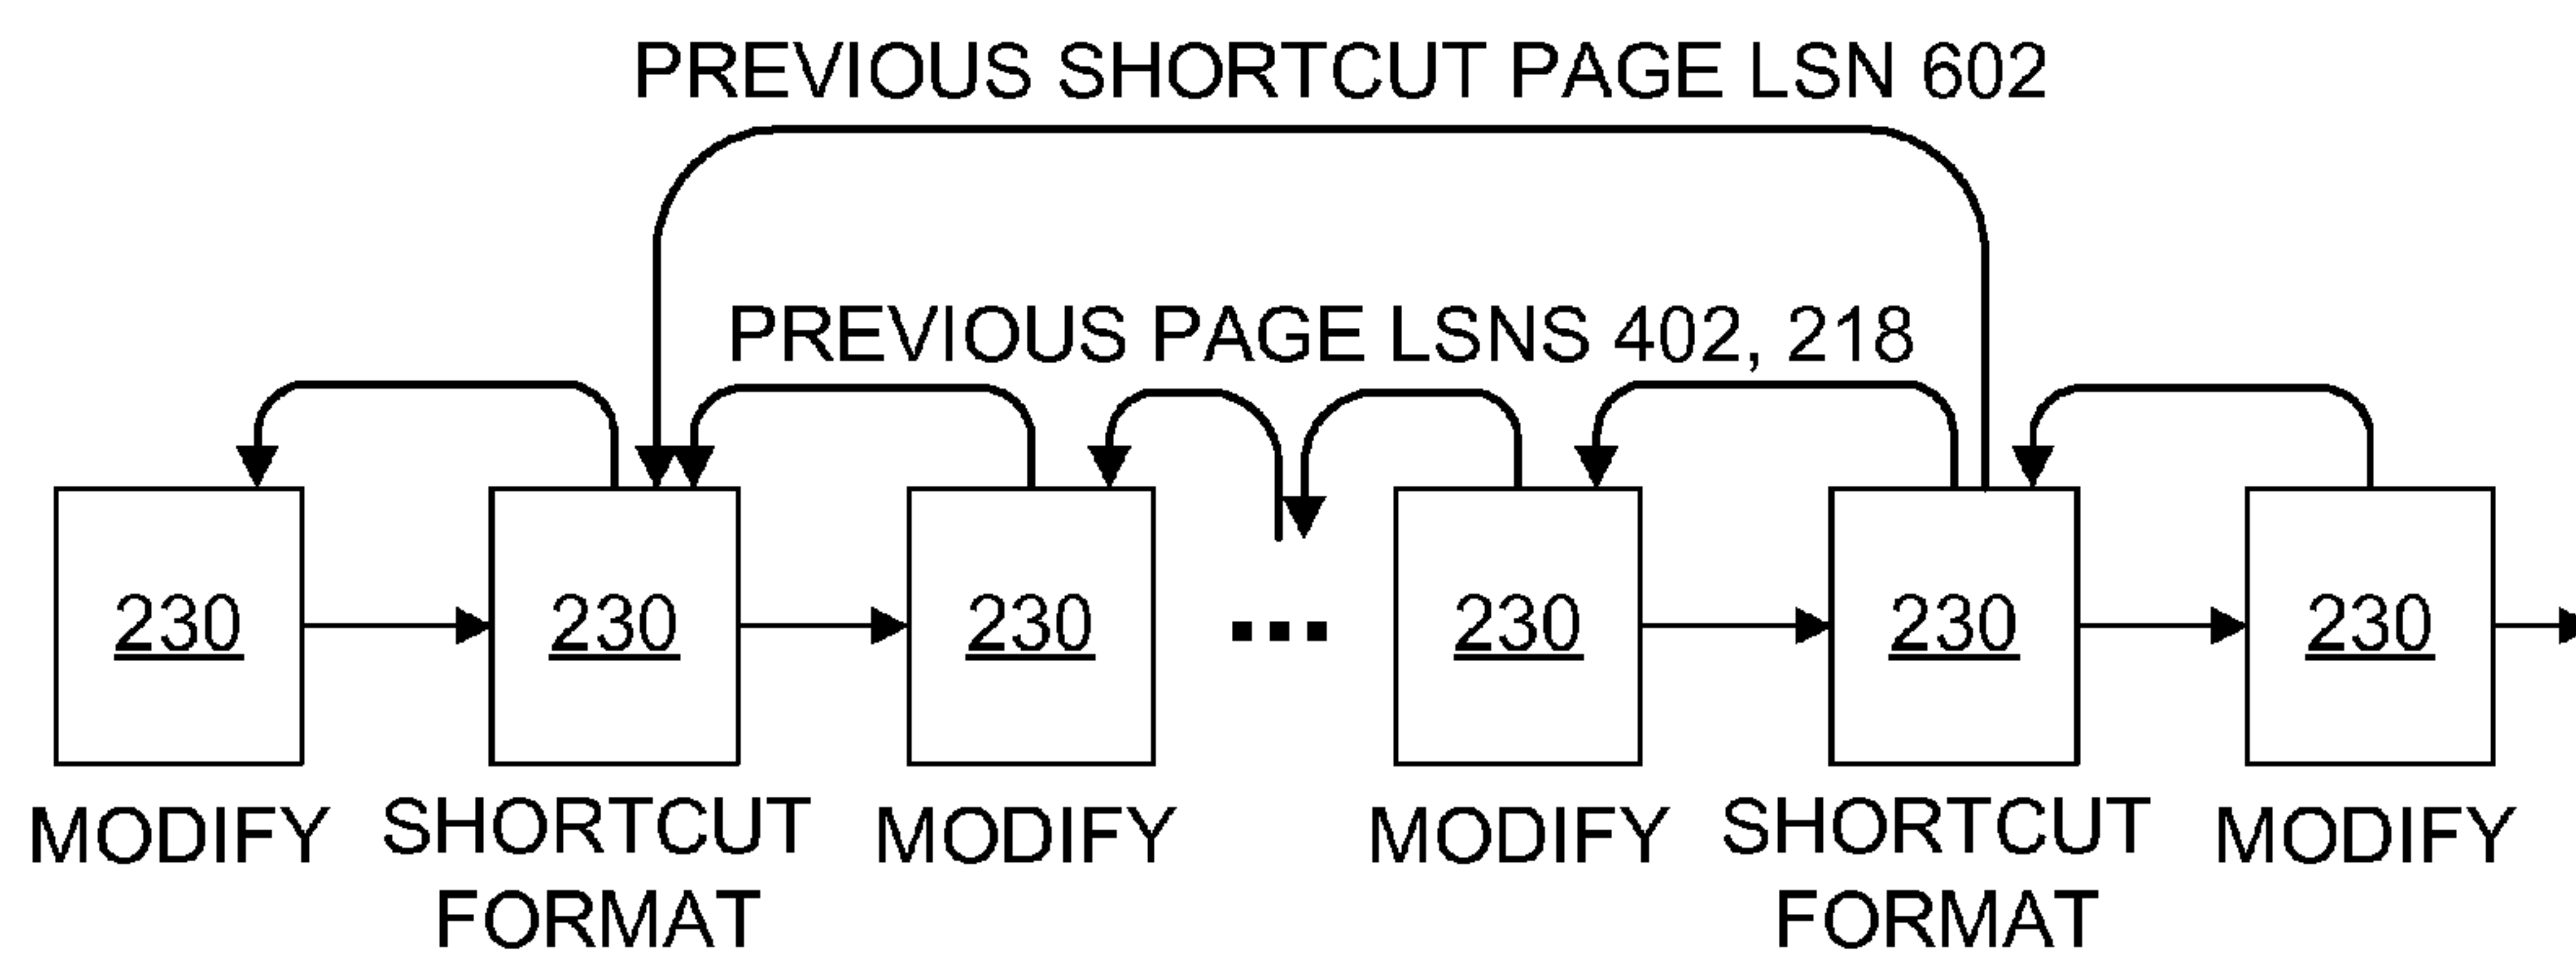 PREVIOUS SHORTCUT PAGE LSN 602
PREVIOUS PAGE LSNS 402, 218
230 230 230 ... 230 230 230
MODIFY SHORTCUT FORMAT MODIFY MODIFY SHORTCUT FORMAT MODIFY